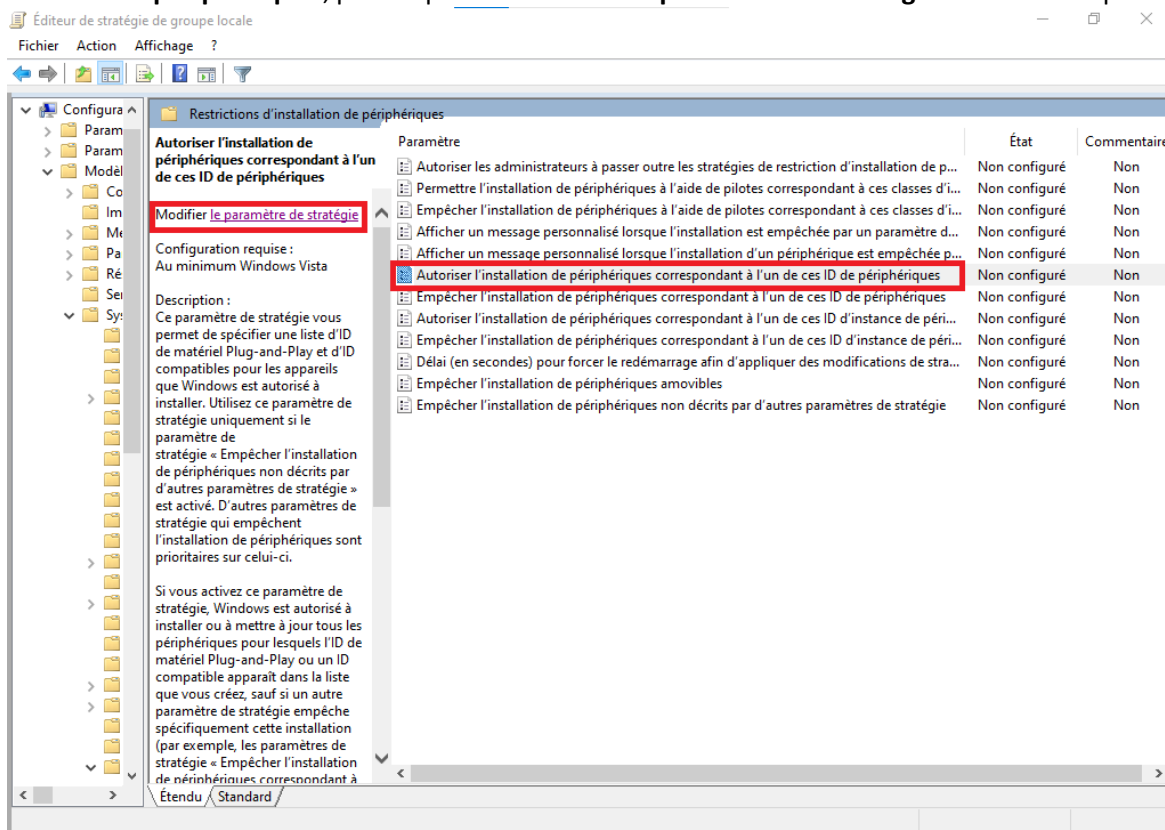 Éditeur de stratégie de groupe locale
Fichier Action Affichage ?
Configura
Param
Param
Modèl
Co
Im
Me
Pa
Ré
Ser
Sys
Restrictions d'installation de périphériques
Autoriser l'installation de
périphériques correspondant à l'un
de ces ID de périphériques
Modifier le paramètre de stratégie
Configuration requise :
Au minimum Windows Vista
Description :
Ce paramètre de stratégie vous
permet de spécifier une liste d'ID
de matériel Plug-and-Play et d'ID
compatibles pour les appareils
que Windows est autorisé à
installer. Utilisez ce paramètre de
stratégie uniquement si le
paramètre de
stratégie « Empêcher l'installation
de périphériques non décrits par
d'autres paramètres de stratégie »
est activé. D'autres paramètres de
stratégie qui empêchent
l'installation de périphériques sont
prioritaires sur celui-ci.
Si vous activez ce paramètre de
stratégie, Windows est autorisé à
installer ou à mettre à jour tous les
périphériques pour lesquels l'ID de
matériel Plug-and-Play ou un ID
compatible apparaît dans la liste
que vous créez, sauf si un autre
paramètre de stratégie empêche
spécifiquement cette installation
(par exemple, les paramètres de
stratégie « Empêcher l'installation
de périphériques correspondant à
Paramètre État Commentaire
Autoriser les administrateurs à passer outre les stratégies de restriction d'installation de p... Non configuré Non
Permettre l'installation de périphériques à l'aide de pilotes correspondant à ces classes d'i... Non configuré Non
Empêcher l'installation de périphériques à l'aide de pilotes correspondant à ces classes d'i... Non configuré Non
Afficher un message personnalisé lorsque l'installation est empêchée par un paramètre d... Non configuré Non
Afficher un message personnalisé lorsque l'installation d'un périphérique est empêchée p... Non configuré Non
Autoriser l'installation de périphériques correspondant à l'un de ces ID de périphériques Non configuré Non
Empêcher l'installation de périphériques correspondant à l'un de ces ID de périphériques Non configuré Non
Autoriser l'installation de périphériques correspondant à l'un de ces ID d'instance de péri... Non configuré Non
Empêcher l'installation de périphériques correspondant à l'un de ces ID d'instance de péri... Non configuré Non
Délai (en secondes) pour forcer le redémarrage afin d'appliquer des modifications de stra... Non configuré Non
Empêcher l'installation de périphériques amovibles Non configuré Non
Empêcher l'installation de périphériques non décrits par d'autres paramètres de stratégie Non configuré Non
Étendu Standard